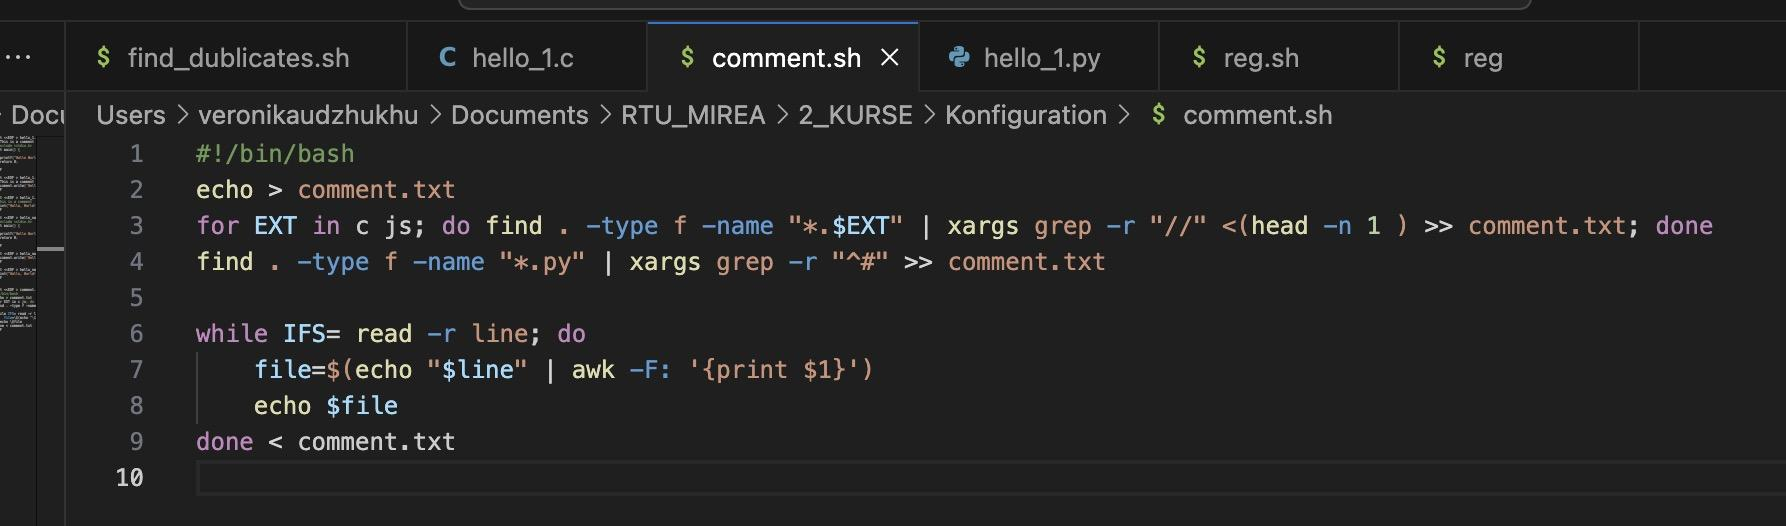 ... $ find_dublicates.sh C hello_1.c $ comment.sh × hello_1.py $ reg.sh $ reg
Docu Users > veronikaudzhukhu > Documents > RTU_MIREA > 2_KURSE > Konfiguration > $ comment.sh
1 #!/bin/bash
2 echo > comment.txt
3 for EXT in c js; do find . -type f -name "*.$EXT" | xargs grep -r "//" <(head -n 1 ) >> comment.txt; done
4 find . -type f -name "*.py" | xargs grep -r "^#" >> comment.txt
5
6 while IFS= read -r line; do
7 file=$(echo "$line" | awk -F: '{print $1}')
8 echo $file
9 done < comment.txt
10